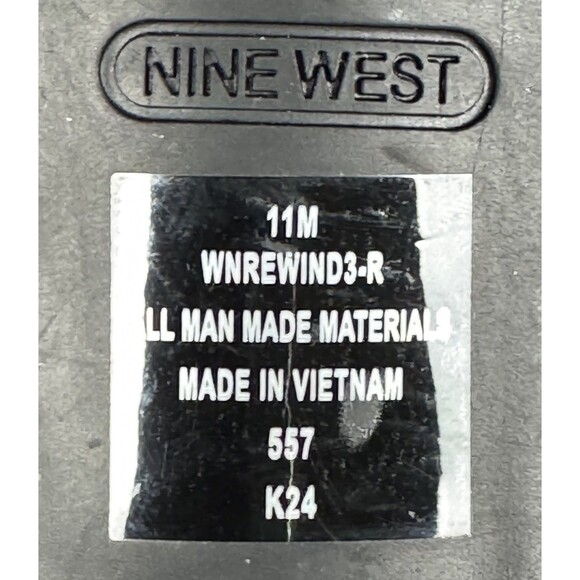 NINE WEST
11M
WNREWIND3-R
LL MAN MADE MATERIALS
MADE IN VIETNAM
557
K24